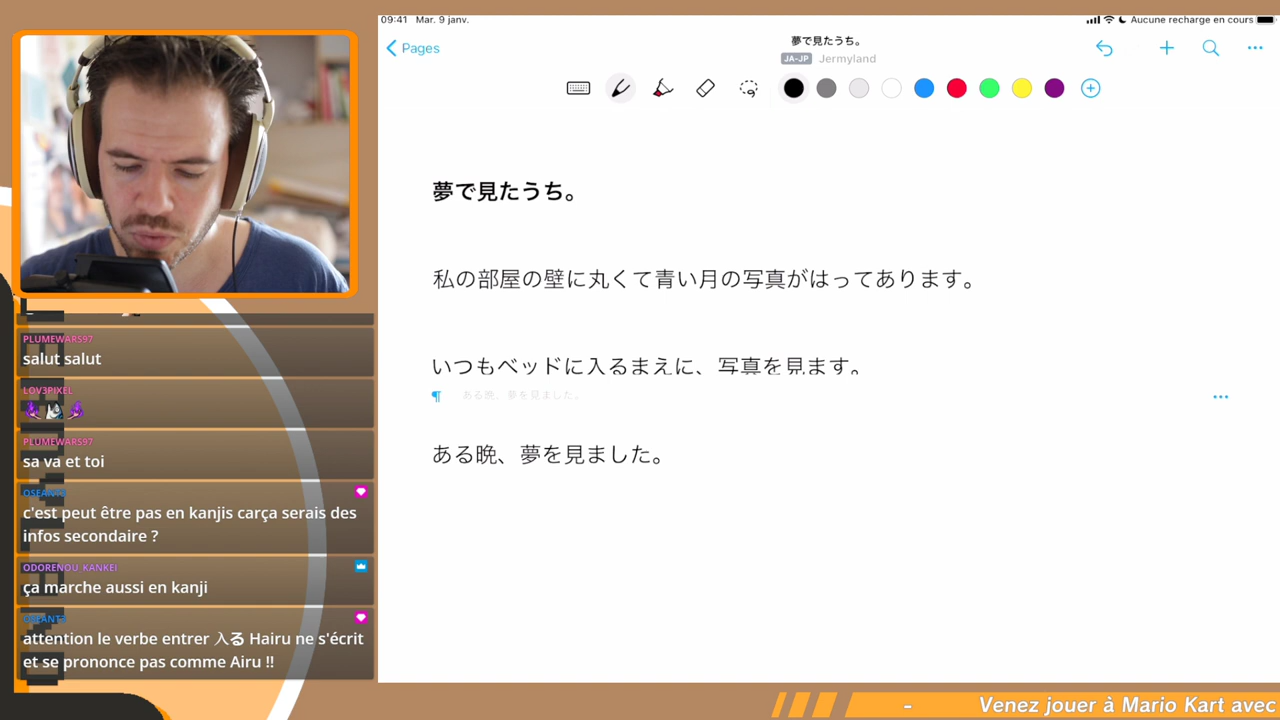 09:41 Mar. 9 janv.
Aucune recharge en cours
Pages
夢で見たうち。
JA-JP Jermyland
夢で見たうち。
私の部屋の壁に丸くて青い月の写真がはってあります。
いつもベッドに入るまえに、写真を見ます。
ある晩、夢を見ました。
ある晩、夢を見ました。
PLUMEWARS97
salut salut
LOV3PIXEL
PLUMEWARS97
sa va et toi
OSEANTS
c'est peut être pas en kanjis carça serais des
infos secondaire ?
ODORENOU_KANKEI
ça marche aussi en kanji
attention le verbe entrer 入る Hairu ne s'écrit
et se prononce pas comme Airu !!
- Venez jouer à Mario Kart avec